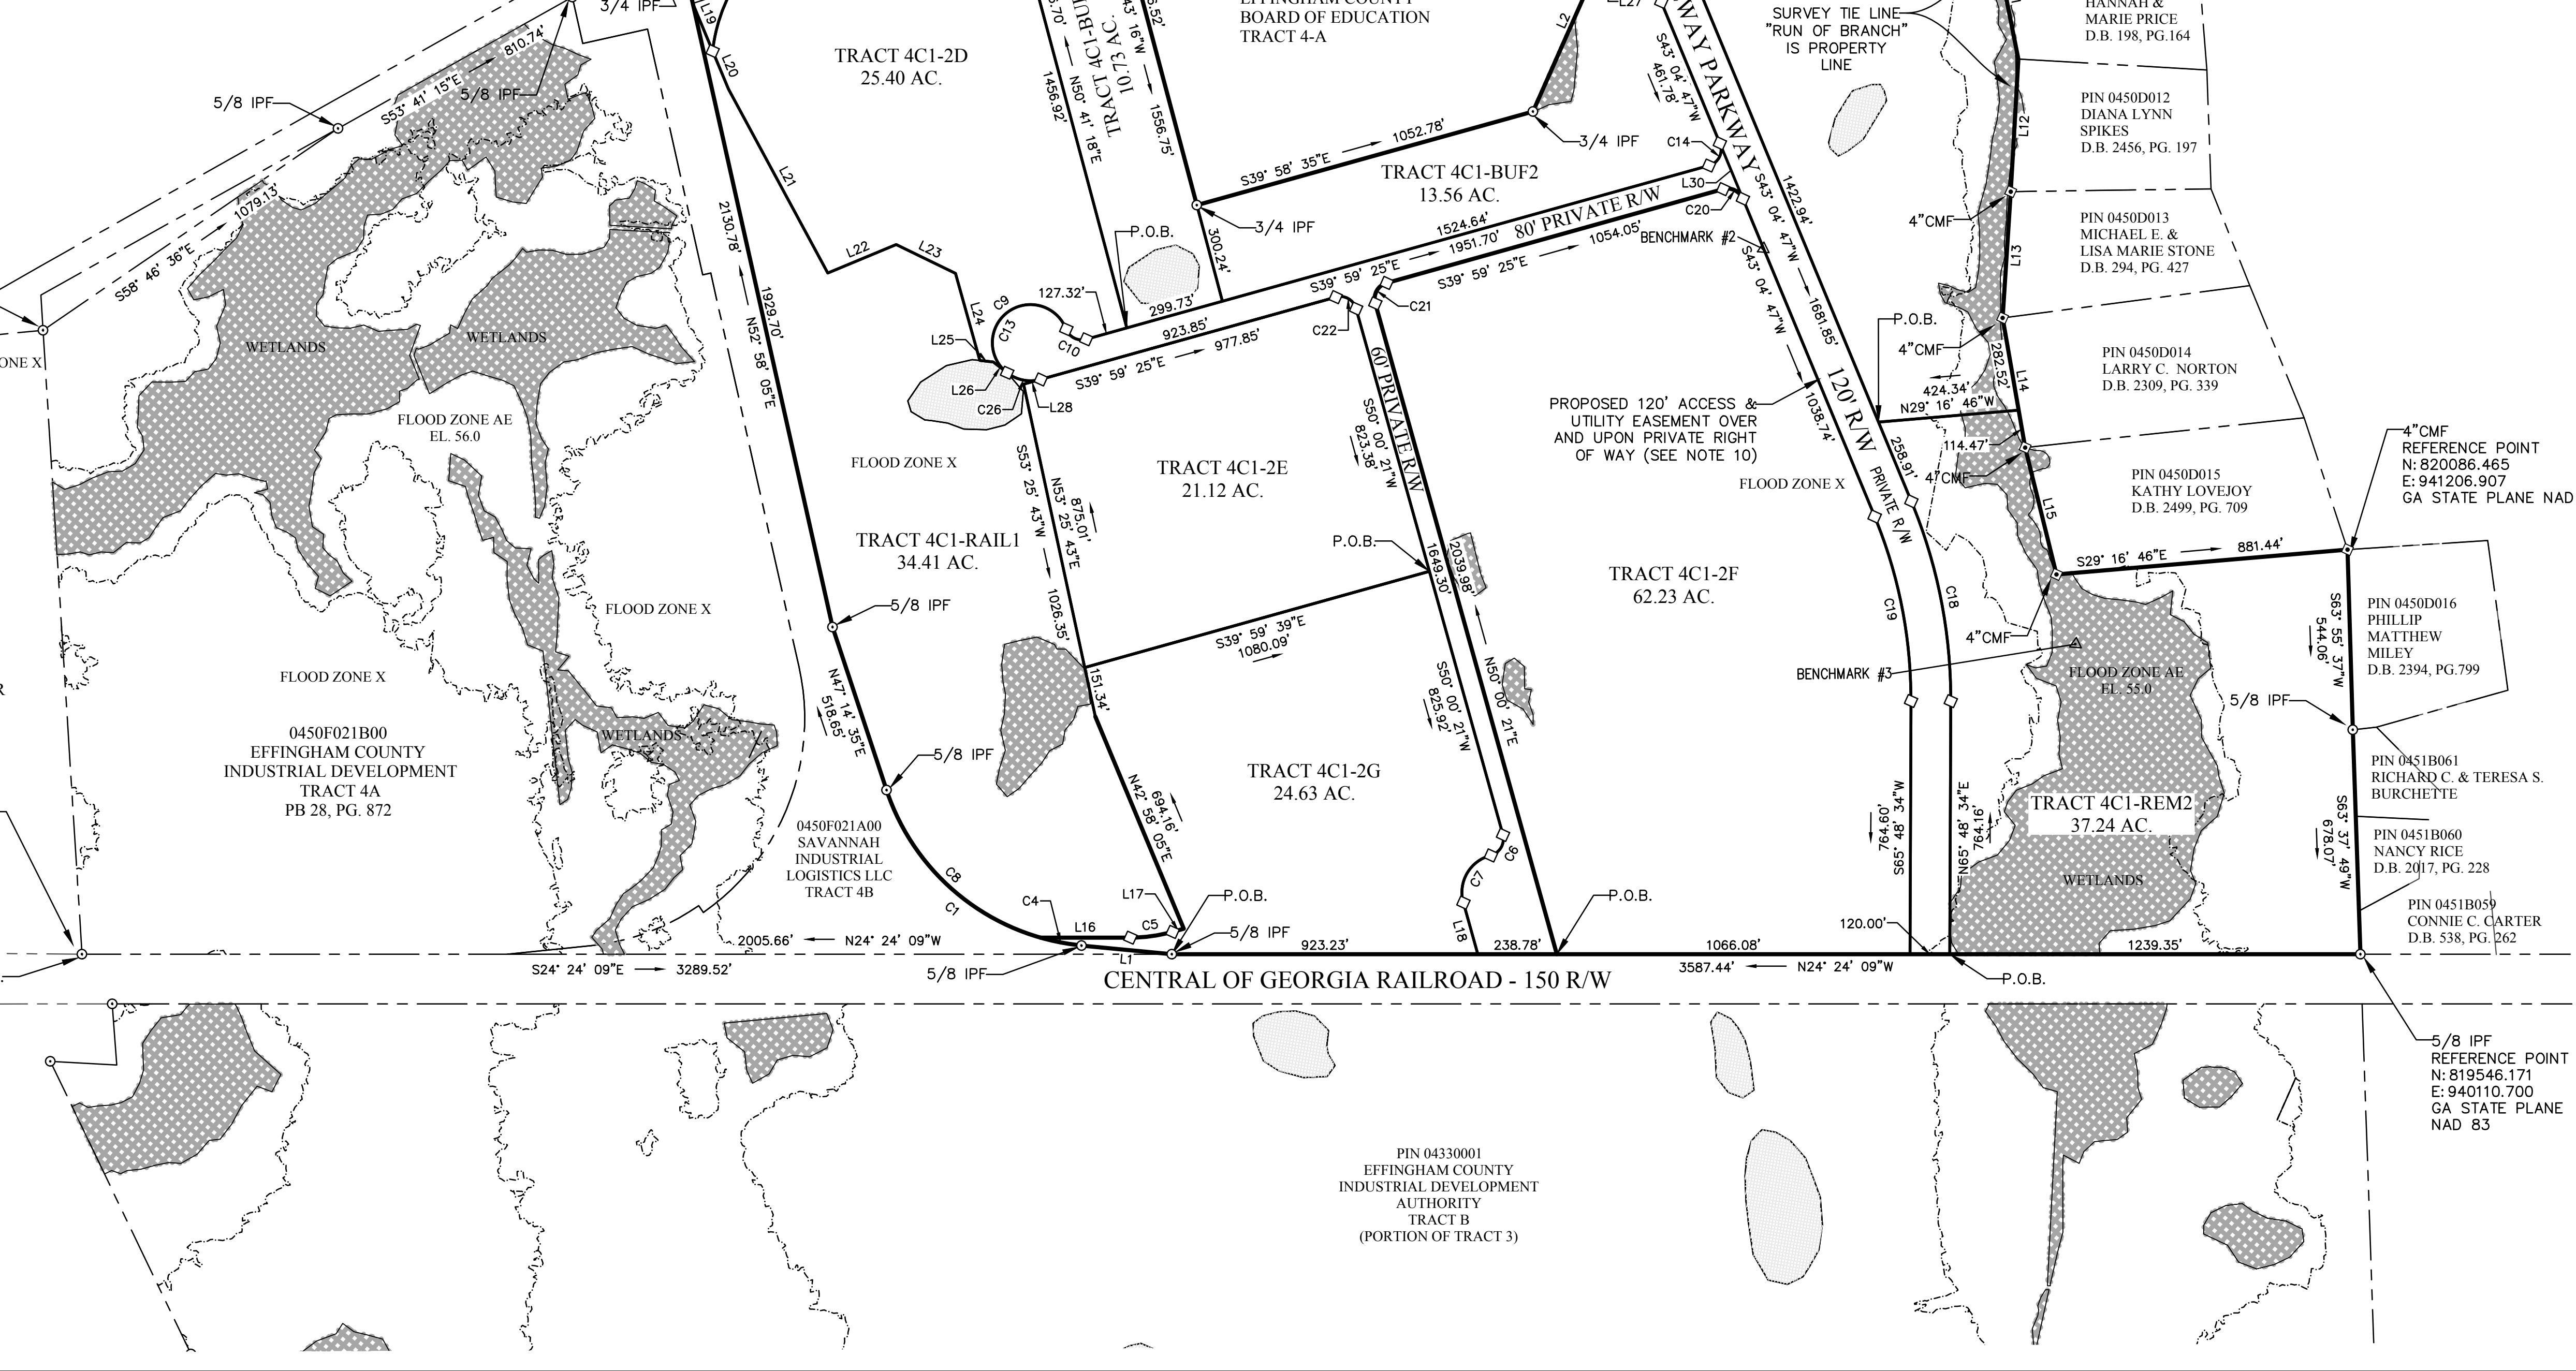 3/4 IPF
L19
L20
810.74'
S53° 41' 15"E
5/8 IPF
5/8 IPF
TRACT 4C1-2D
25.40 AC.
1456.92'
N50° 41' 18"E
TRACT 4C1-BUF
10.73 AC.
43° 16"W
1556.75'
BOARD OF EDUCATION
TRACT 4-A
L2
L27
S43° 04' 47"W
461.78'
WAY PARKWAY
SURVEY TIE LINE
"RUN OF BRANCH"
IS PROPERTY
LINE
HANNAH &
MARIE PRICE
D.B. 198, PG.164
L12
PIN 0450D012
DIANA LYNN
SPIKES
D.B. 2456, PG. 197
1079.13'
S58° 46' 36"E
L21
2130.78'
1929.70'
N52° 58' 05"E
L22
L23
S39° 58' 35"E
1052.78'
3/4 IPF
C14
TRACT 4C1-BUF2
13.56 AC.
L30
C20
1422.94'
S43° 04' 47"W
1681.85'
4"CMF
PIN 0450D013
MICHAEL E. &
LISA MARIE STONE
D.B. 294, PG. 427
L13
P.O.B.
3/4 IPF
300.24'
1524.64'
S39° 59' 25"E
1951.70'
80' PRIVATE R/W
1054.05'
S39° 59' 25"E
BENCHMARK #2
S43° 04' 47"W
1038.74'
127.32'
299.73'
923.85'
C9
C13
C10
L24
L25
L26
C26
L28
S39° 59' 25"E
977.85'
C22
C21
P.O.B.
4"CMF
282.52'
L14
PIN 0450D014
LARRY C. NORTON
D.B. 2309, PG. 339
424.34'
N29° 16' 46"W
WETLANDS
WETLANDS
ONE X
FLOOD ZONE AE
EL. 56.0
FLOOD ZONE X
60' PRIVATE R/W
S50° 00' 21"W
823.38'
PROPOSED 120' ACCESS &
UTILITY EASEMENT OVER
AND UPON PRIVATE RIGHT
OF WAY (SEE NOTE 10)
FLOOD ZONE X
120' R/W
PRIVATE R/W
258.91'
114.47'
4"CMF
L15
4"CMF
REFERENCE POINT
N:820086.465
E:941206.907
GA STATE PLANE NAD
PIN 0450D015
KATHY LOVEJOY
D.B. 2499, PG. 709
TRACT 4C1-2E
21.12 AC.
S53° 25' 43"W
1026.35'
N53° 25' 43"E
875.01'
TRACT 4C1-RAIL1
34.41 AC.
P.O.B.
1649.30'
2039.98'
S29° 16' 46"E
881.44'
TRACT 4C1-2F
62.23 AC.
C19
C18
FLOOD ZONE X
5/8 IPF
S39° 59' 39"E
1080.09'
4"CMF
S63° 55' 37"W
544.06'
PIN 0450D016
PHILLIP
MATTHEW
MILEY
D.B. 2394, PG.799
FLOOD ZONE X
BENCHMARK #3
FLOOD ZONE AE
EL. 55.0
N47° 14' 35"E
518.65'
151.34'
S50° 00' 21"W
825.92'
N50° 00' 21"E
5/8 IPF
0450F021B00
EFFINGHAM COUNTY
INDUSTRIAL DEVELOPMENT
TRACT 4A
PB 28, PG. 872
WETLANDS
5/8 IPF
TRACT 4C1-2G
24.63 AC.
N42° 58' 05"E
694.16'
S65° 48' 34"W
764.60'
N65° 48' 34"E
764.16'
PIN 0451B061
RICHARD C. & TERESA S.
BURCHETTE
TRACT 4C1-REM2
37.24 AC.
0450F021A00
SAVANNAH
INDUSTRIAL
LOGISTICS LLC
TRACT 4B
C8
C1
C6
C7
L18
S63° 37' 49"W
678.07'
PIN 0451B060
NANCY RICE
D.B. 2017, PG. 228
WETLANDS
C4
L16
C5
L17
P.O.B.
P.O.B.
120.00'
PIN 0451B059
CONNIE C. CARTER
D.B. 538, PG. 262
2005.66'
N24° 24' 09"W
5/8 IPF
923.23'
238.78'
1066.08'
1239.35'
S24° 24' 09"E
3289.52'
5/8 IPF
L1
CENTRAL OF GEORGIA RAILROAD - 150 R/W
3587.44'
N24° 24' 09"W
P.O.B.
5/8 IPF
REFERENCE POINT
N:819546.171
E:940110.700
GA STATE PLANE
NAD 83
PIN 04330001
EFFINGHAM COUNTY
INDUSTRIAL DEVELOPMENT
AUTHORITY
TRACT B
(PORTION OF TRACT 3)